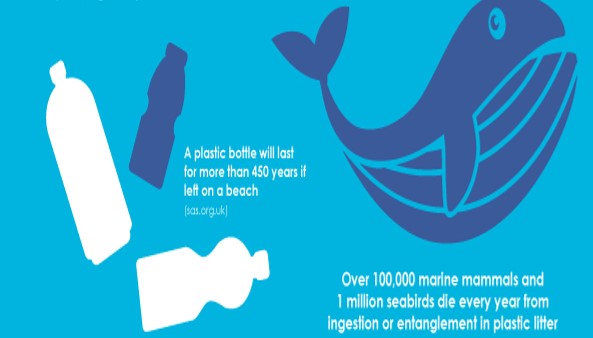 A plastic bottle will last
for more than 450 years if
left on a beach
(sas.org.uk)
Over 100,000 marine mammals and
1 million seabirds die every year from
ingestion or entanglement in plastic litter